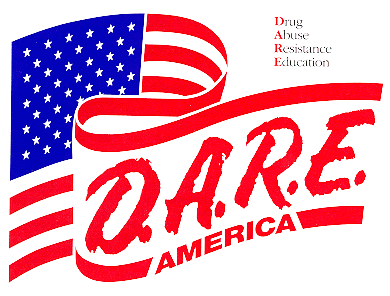 Drug
Abuse
Resistance
Education
D.A.R.E.
AMERICA